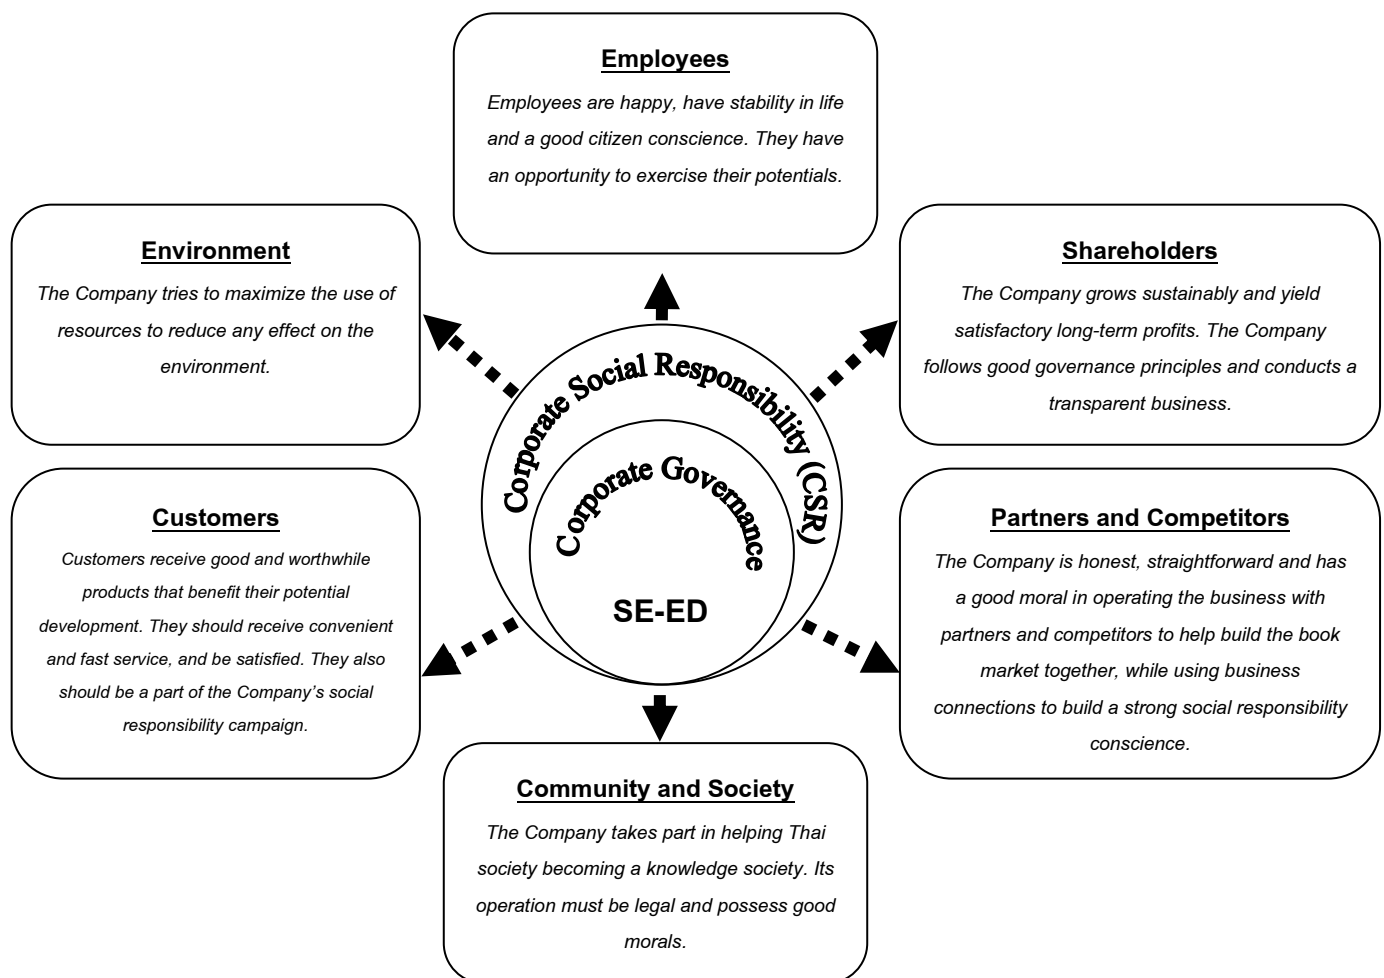 Employees
Employees are happy, have stability in life
and a good citizen conscience. They have
an opportunity to exercise their potentials.
Environment
The Company tries to maximize the use of
resources to reduce any effect on the
environment.
Shareholders
The Company grows sustainably and yield
satisfactory long-term profits. The Company
follows good governance principles and conducts a
transparent business.
Corporate Social Responsibility (CSR)
Corporate Governance
SE-ED
Customers
Customers receive good and worthwhile
products that benefit their potential
development. They should receive convenient
and fast service, and be satisfied. They also
should be a part of the Company’s social
responsibility campaign.
Partners and Competitors
The Company is honest, straightforward and has
a good moral in operating the business with
partners and competitors to help build the book
market together, while using business
connections to build a strong social responsibility
conscience.
Community and Society
The Company takes part in helping Thai
society becoming a knowledge society. Its
operation must be legal and possess good
morals.